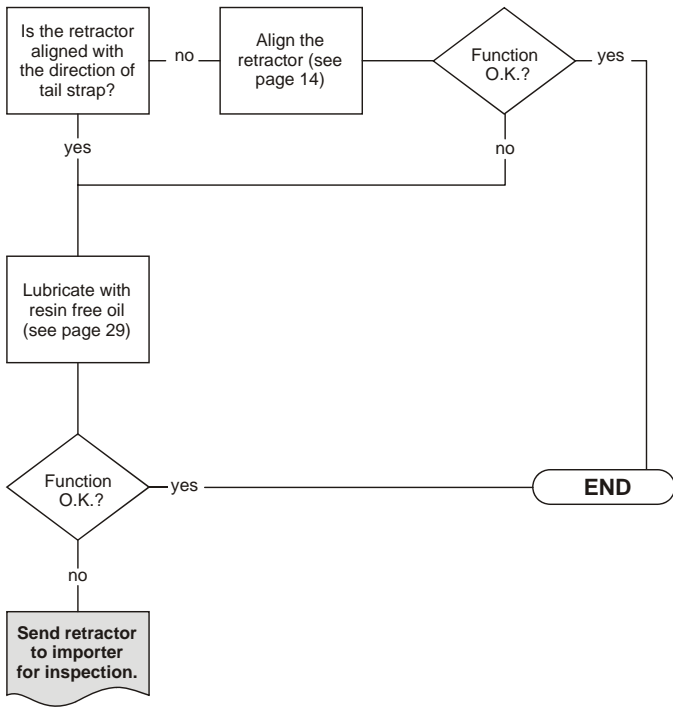 Is the retractor
aligned with
the direction of
tail strap?
no
Align the
retractor (see
page 14)
Function
O.K.?
yes
yes
no
Lubricate with
resin free oil
(see page 29)
Function
O.K.?
yes
END
no
Send retractor
to importer
for inspection.